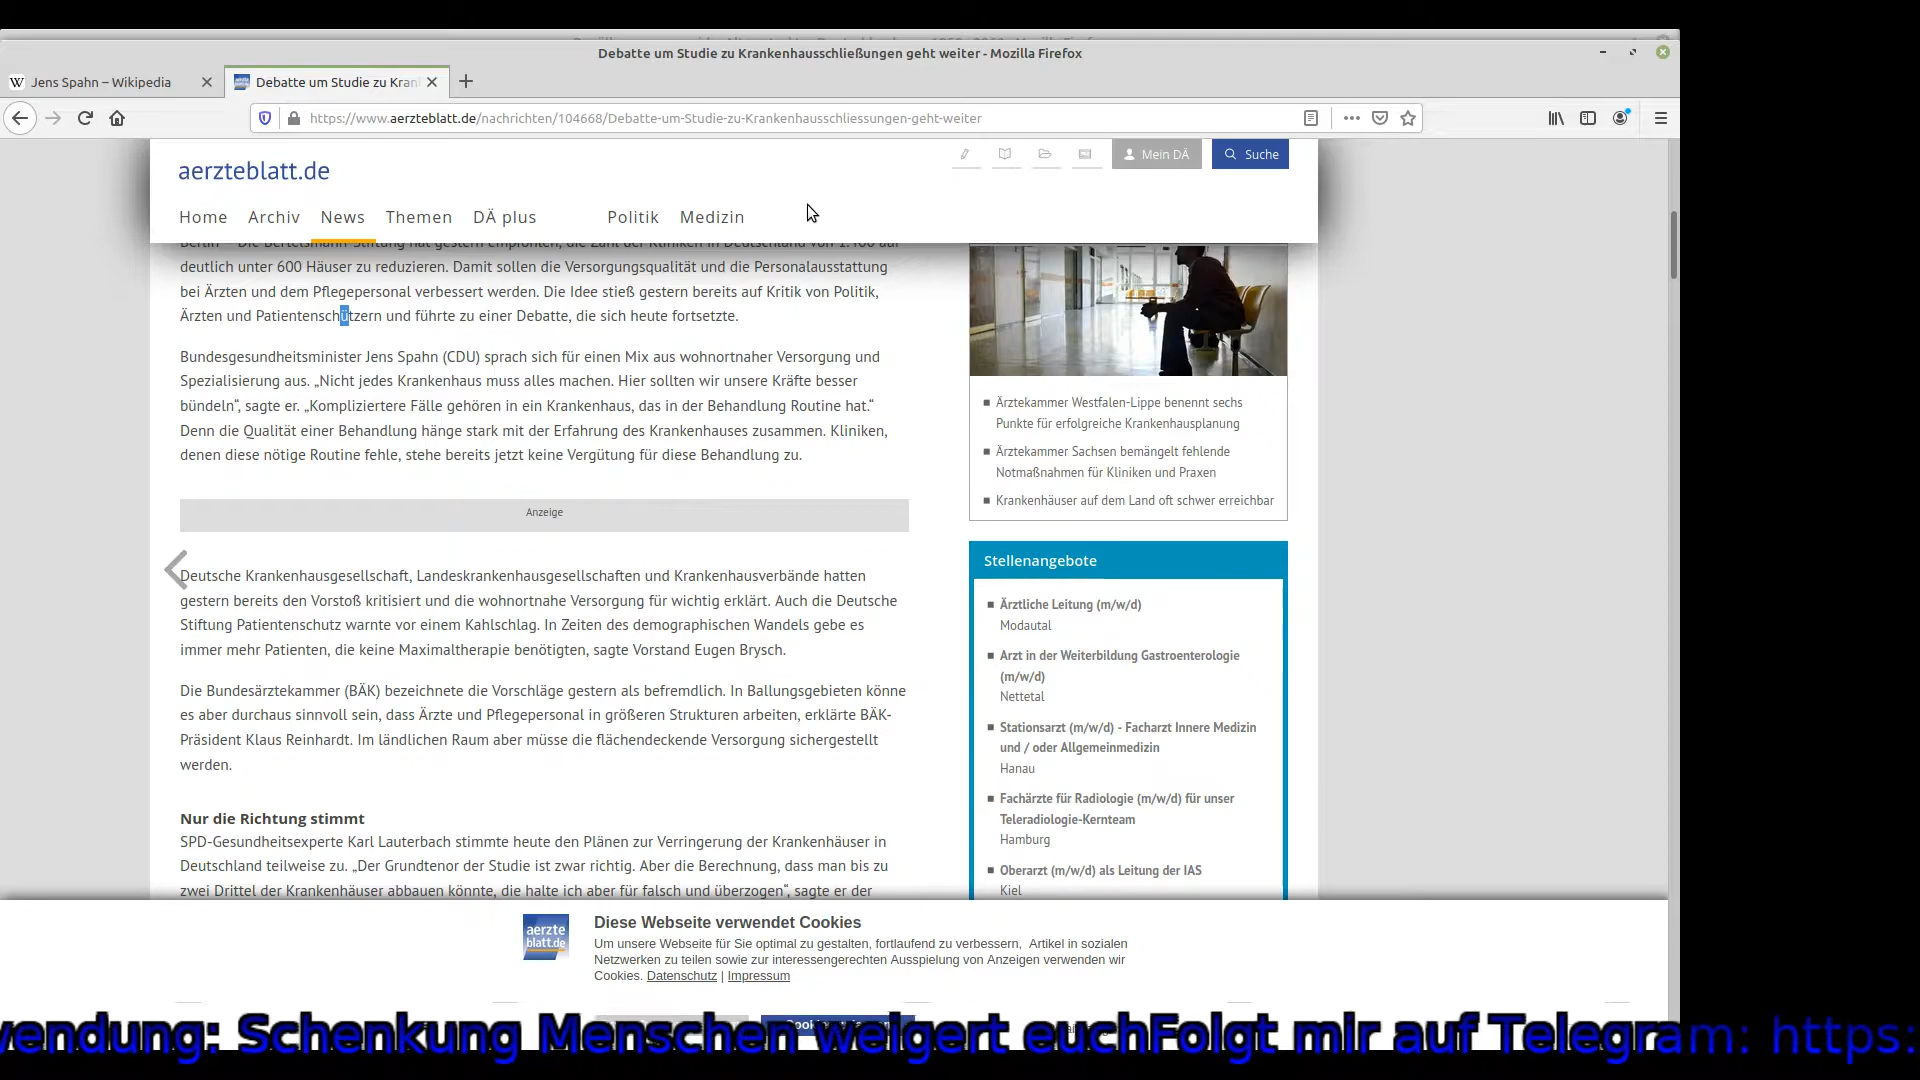 Debatte um Studie zu Krankenhausschließungen geht weiter - Mozilla Firefox
Jens Spahn – Wikipedia
Debatte um Studie zu Kran
https://www.aerzteblatt.de/nachrichten/104668/Debatte-um-Studie-zu-Krankenhausschliessungen-geht-weiter
aerzteblatt.de
Mein DÄ
Suche
Home
Archiv
News
Themen
DÄ plus
Politik
Medizin
Berlin – Die Bertelsmann-Stiftung hat gestern empfohlen, die Zahl der Kliniken in Deutschland von 1.400 auf
deutlich unter 600 Häuser zu reduzieren. Damit sollen die Versorgungsqualität und die Personalausstattung
bei Ärzten und dem Pflegepersonal verbessert werden. Die Idee stieß gestern bereits auf Kritik von Politik,
Ärzten und Patientenschützern und führte zu einer Debatte, die sich heute fortsetzte.
Bundesgesundheitsminister Jens Spahn (CDU) sprach sich für einen Mix aus wohnortnaher Versorgung und
Spezialisierung aus. „Nicht jedes Krankenhaus muss alles machen. Hier sollten wir unsere Kräfte besser
bündeln“, sagte er. „Kompliziertere Fälle gehören in ein Krankenhaus, das in der Behandlung Routine hat.“
Denn die Qualität einer Behandlung hänge stark mit der Erfahrung des Krankenhauses zusammen. Kliniken,
denen diese nötige Routine fehle, stehe bereits jetzt keine Vergütung für diese Behandlung zu.
Anzeige
Deutsche Krankenhausgesellschaft, Landeskrankenhausgesellschaften und Krankenhausverbände hatten
gestern bereits den Vorstoß kritisiert und die wohnortnahe Versorgung für wichtig erklärt. Auch die Deutsche
Stiftung Patientenschutz warnte vor einem Kahlschlag. In Zeiten des demographischen Wandels gebe es
immer mehr Patienten, die keine Maximaltherapie benötigten, sagte Vorstand Eugen Brysch.
Die Bundesärztekammer (BÄK) bezeichnete die Vorschläge gestern als befremdlich. In Ballungsgebieten könne
es aber durchaus sinnvoll sein, dass Ärzte und Pflegepersonal in größeren Strukturen arbeiten, erklärte BÄK-
Präsident Klaus Reinhardt. Im ländlichen Raum aber müsse die flächendeckende Versorgung sichergestellt
werden.
Nur die Richtung stimmt
SPD-Gesundheitsexperte Karl Lauterbach stimmte heute den Plänen zur Verringerung der Krankenhäuser in
Deutschland teilweise zu. „Der Grundtenor der Studie ist zwar richtig. Aber die Berechnung, dass man bis zu
zwei Drittel der Krankenhäuser abbauen könnte, die halte ich aber für falsch und überzogen“, sagte er der
Ärztekammer Westfalen-Lippe benennt sechs
Punkte für erfolgreiche Krankenhausplanung
Ärztekammer Sachsen bemängelt fehlende
Notmaßnahmen für Kliniken und Praxen
Krankenhäuser auf dem Land oft schwer erreichbar
Stellenangebote
Ärztliche Leitung (m/w/d)
Modautal
Arzt in der Weiterbildung Gastroenterologie
(m/w/d)
Nettetal
Stationsarzt (m/w/d) - Facharzt Innere Medizin
und / oder Allgemeinmedizin
Hanau
Fachärzte für Radiologie (m/w/d) für unser
Teleradiologie-Kernteam
Hamburg
Oberarzt (m/w/d) als Leitung der IAS
Kiel
aerzte
blatt.de
Diese Webseite verwendet Cookies
Um unsere Webseite für Sie optimal zu gestalten, fortlaufend zu verbessern, Artikel in sozialen
Netzwerken zu teilen sowie zur interessengerechten Ausspielung von Anzeigen verwenden wir
Cookies. Datenschutz | Impressum
wendung: Schenkung Menschen weigert euchFolgt mir auf Telegram: https: